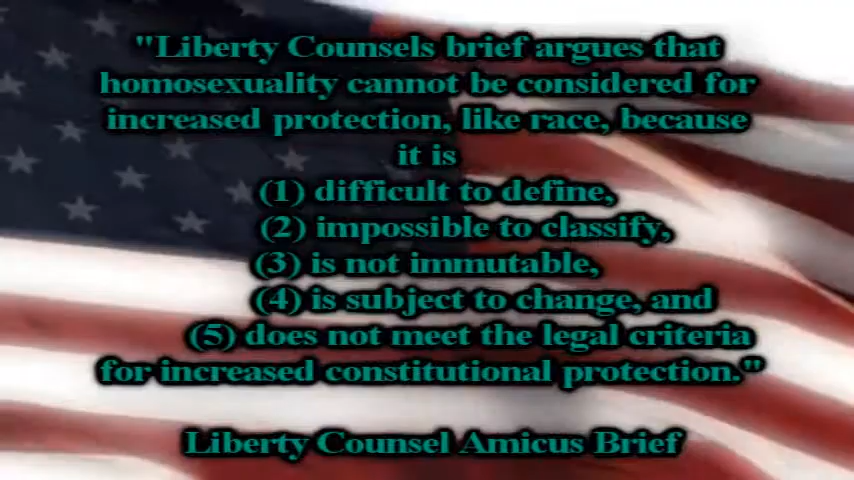 "Liberty Counsels brief argues that
homosexuality cannot be considered for
increased protection, like race, because
it is
(1) difficult to define,
(2) impossible to classify,
(3) is not immutable,
(4) is subject to change, and
(5) does not meet the legal criteria
for increased constitutional protection."
Liberty Counsel Amicus Brief